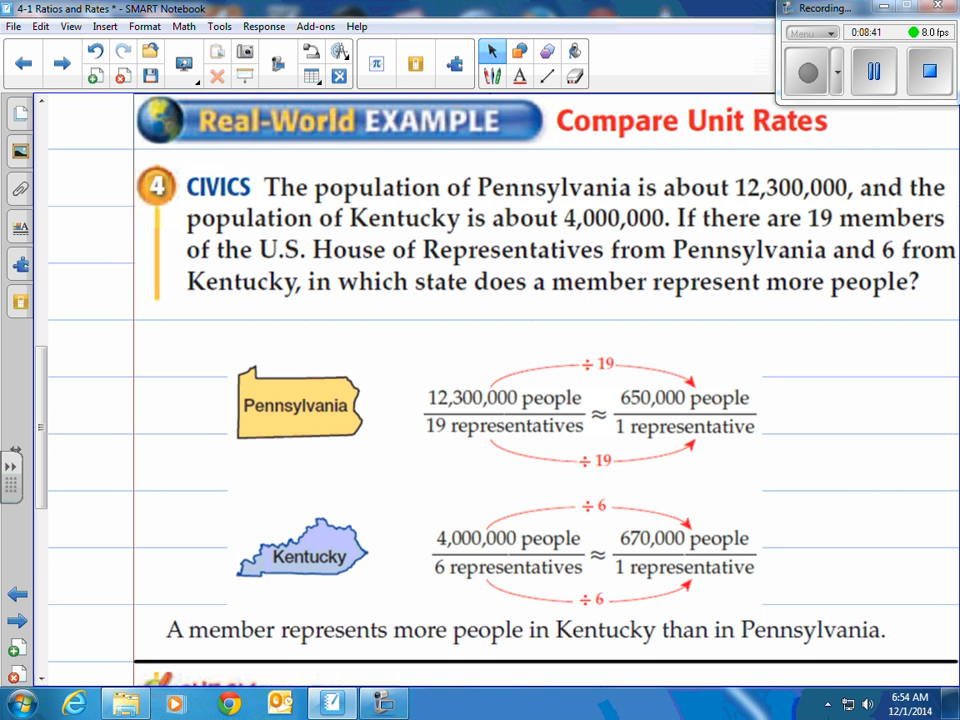 4-1 Ratios and Rates * - SMART Notebook
Recording...
File Edit View Insert Format Tools Math Response Add-ons Help
Menu
0:08:41
8.0 fps
Real-World EXAMPLE Compare Unit Rates
4 CIVICS The population of Pennsylvania is about 12,300,000, and the
population of Kentucky is about 4,000,000. If there are 19 members
of the U.S. House of Representatives from Pennsylvania and 6 from
Kentucky, in which state does a member represent more people?
÷ 19
Pennsylvania
12,300,000 people
19 representatives
≈
650,000 people
1 representative
÷ 19
÷ 6
Kentucky
4,000,000 people
6 representatives
≈
670,000 people
1 representative
÷ 6
A member represents more people in Kentucky than in Pennsylvania.
6:54 AM
12/1/2014